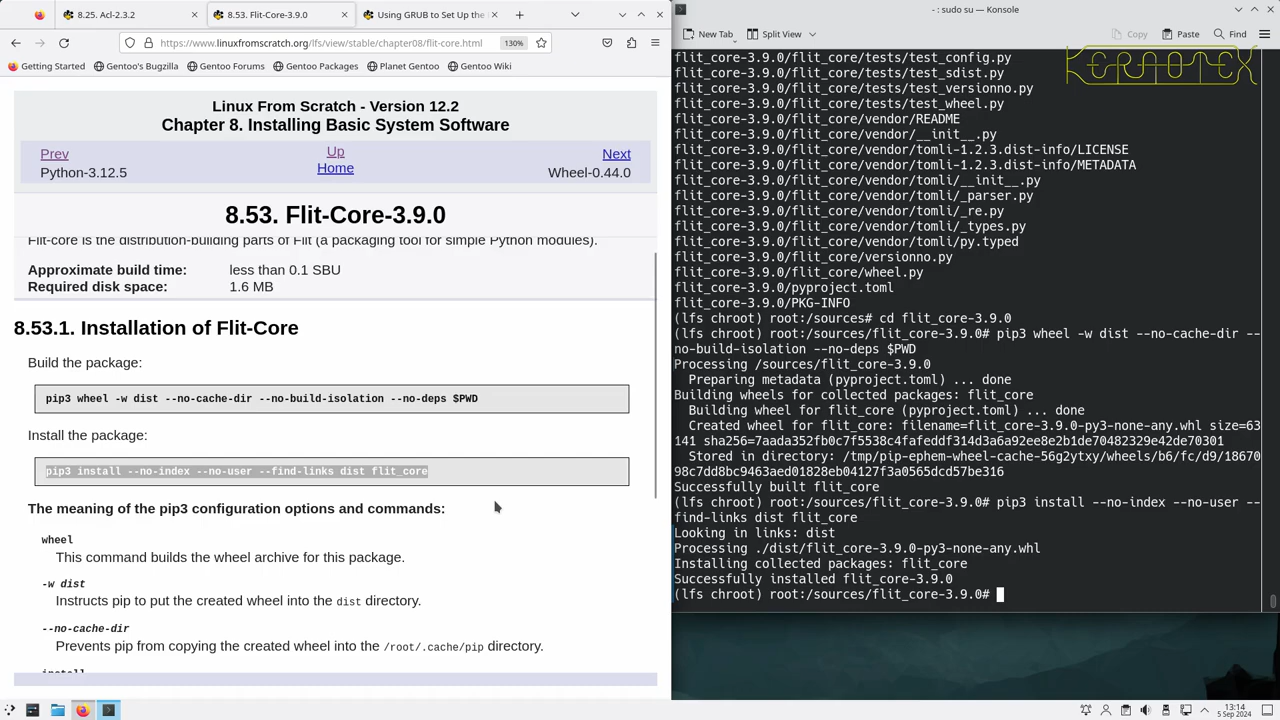 8.25. Acl-2.3.2
8.53. Flit-Core-3.9.0
Using GRUB to Set Up the
https://www.linuxfromscratch.org/lfs/view/stable/chapter08/flit-core.html
130%
Getting Started
Gentoo's Bugzilla
Gentoo Forums
Gentoo Packages
Planet Gentoo
Gentoo Wiki
Linux From Scratch - Version 12.2
Chapter 8. Installing Basic System Software
Prev
Up
Next
Python-3.12.5
Home
Wheel-0.44.0
8.53. Flit-Core-3.9.0
Flit-core is the distribution-building parts of Flit (a packaging tool for simple Python modules).
Approximate build time: less than 0.1 SBU
Required disk space: 1.6 MB
8.53.1. Installation of Flit-Core
Build the package:
pip3 wheel -w dist --no-cache-dir --no-build-isolation --no-deps $PWD
Install the package:
pip3 install --no-index --no-user --find-links dist flit_core
The meaning of the pip3 configuration options and commands:
wheel
This command builds the wheel archive for this package.
-w dist
Instructs pip to put the created wheel into the dist directory.
--no-cache-dir
Prevents pip from copying the created wheel into the /root/.cache/pip directory.
install
- : sudo su — Konsole
New Tab
Split View
Copy
Paste
Find
KERNOTEX
flit_core-3.9.0/flit_core/tests/test_config.py
flit_core-3.9.0/flit_core/tests/test_sdist.py
flit_core-3.9.0/flit_core/tests/test_versionno.py
flit_core-3.9.0/flit_core/tests/test_wheel.py
flit_core-3.9.0/flit_core/vendor/README
flit_core-3.9.0/flit_core/vendor/__init__.py
flit_core-3.9.0/flit_core/vendor/tomli-1.2.3.dist-info/LICENSE
flit_core-3.9.0/flit_core/vendor/tomli-1.2.3.dist-info/METADATA
flit_core-3.9.0/flit_core/vendor/tomli/__init__.py
flit_core-3.9.0/flit_core/vendor/tomli/_parser.py
flit_core-3.9.0/flit_core/vendor/tomli/_re.py
flit_core-3.9.0/flit_core/vendor/tomli/_types.py
flit_core-3.9.0/flit_core/vendor/tomli/py.typed
flit_core-3.9.0/flit_core/versionno.py
flit_core-3.9.0/flit_core/wheel.py
flit_core-3.9.0/pyproject.toml
flit_core-3.9.0/PKG-INFO
(lfs chroot) root:/sources# cd flit_core-3.9.0
(lfs chroot) root:/sources/flit_core-3.9.0# pip3 wheel -w dist --no-cache-dir --
no-build-isolation --no-deps $PWD
Processing /sources/flit_core-3.9.0
Preparing metadata (pyproject.toml) ... done
Building wheels for collected packages: flit_core
Building wheel for flit_core (pyproject.toml) ... done
Created wheel for flit_core: filename=flit_core-3.9.0-py3-none-any.whl size=63
141 sha256=7aada352fb0c7f5538c4fafeddf314d3a6a92ee8e2b1de70482329e42de70301
Stored in directory: /tmp/pip-ephem-wheel-cache-56g2ytxy/wheels/b6/fc/d9/18670
98c7dd8b3465aed01828eb04127f3a0565dcd57be316
Successfully built flit_core
(lfs chroot) root:/sources/flit_core-3.9.0# pip3 install --no-index --no-user --
find-links dist flit_core
Looking in links: dist
Processing ./dist/flit_core-3.9.0-py3-none-any.whl
Installing collected packages: flit_core
Successfully installed flit_core-3.9.0
(lfs chroot) root:/sources/flit_core-3.9.0#
13:14
5 Sep 2024